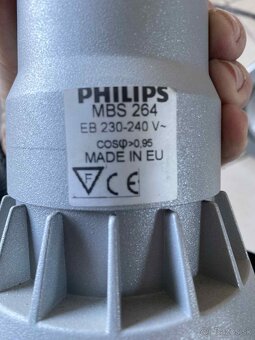 PHILIPS
MBS 264
EB 230-240 V~
cosφ>0,95
MADE IN EU
F CE